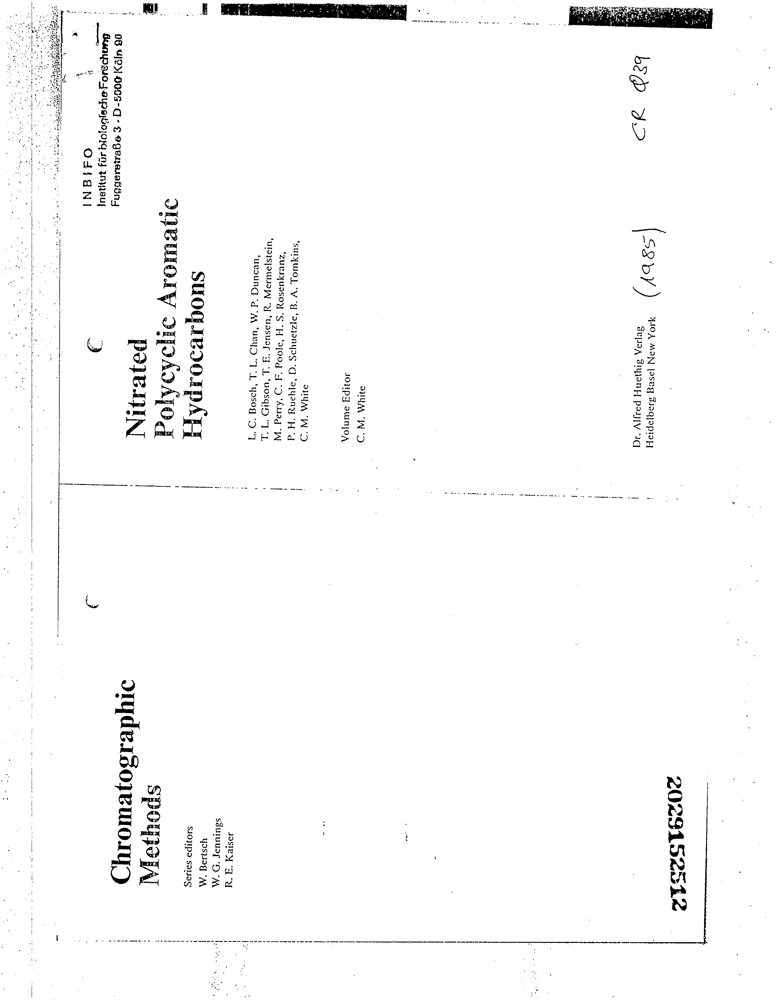 Chromatographic
Methods
Series editors
W. Bertsch
W. G. Jennings
R. E. Kaiser
2029152512
INBIFO
Institut für biologische Forschung
Fuggerstraße 3 - D-5000 Köln 90
Nitrated
Polycyclic Aromatic
Hydrocarbons
L. C. Bosch, T. L. Chan, W. P. Duncan,
T. L. Gibson, T. E. Jensen, R. Mermelstein,
M. Perry, C. F. Poole, H. S. Rosenkranz,
P. H. Ruehle, D. Schuetzle, B. A. Tomkins,
C. M. White
Volume Editor
C. M. White
Dr. Alfred Huethig Verlag
Heidelberg Basel New York
(1985)
CR Ø39